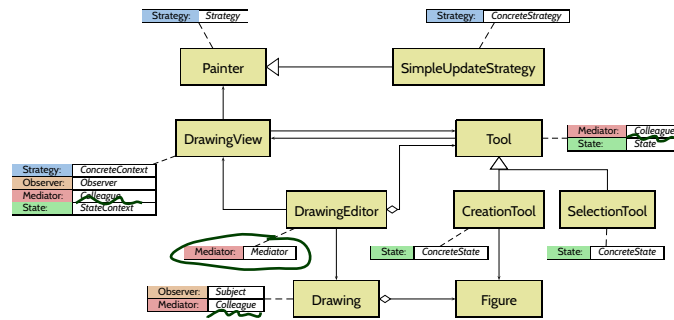 Strategy: Strategy
Strategy: ConcreteStrategy
Painter
SimpleUpdateStrategy
DrawingView
Tool
Mediator: Colleague
State: State
Strategy: ConcreteContext
Observer: Observer
Mediator: Colleague
State: StateContext
DrawingEditor
CreationTool
SelectionTool
Mediator: Mediator
State: ConcreteState
State: ConcreteState
Observer: Subject
Mediator: Colleague
Drawing
Figure